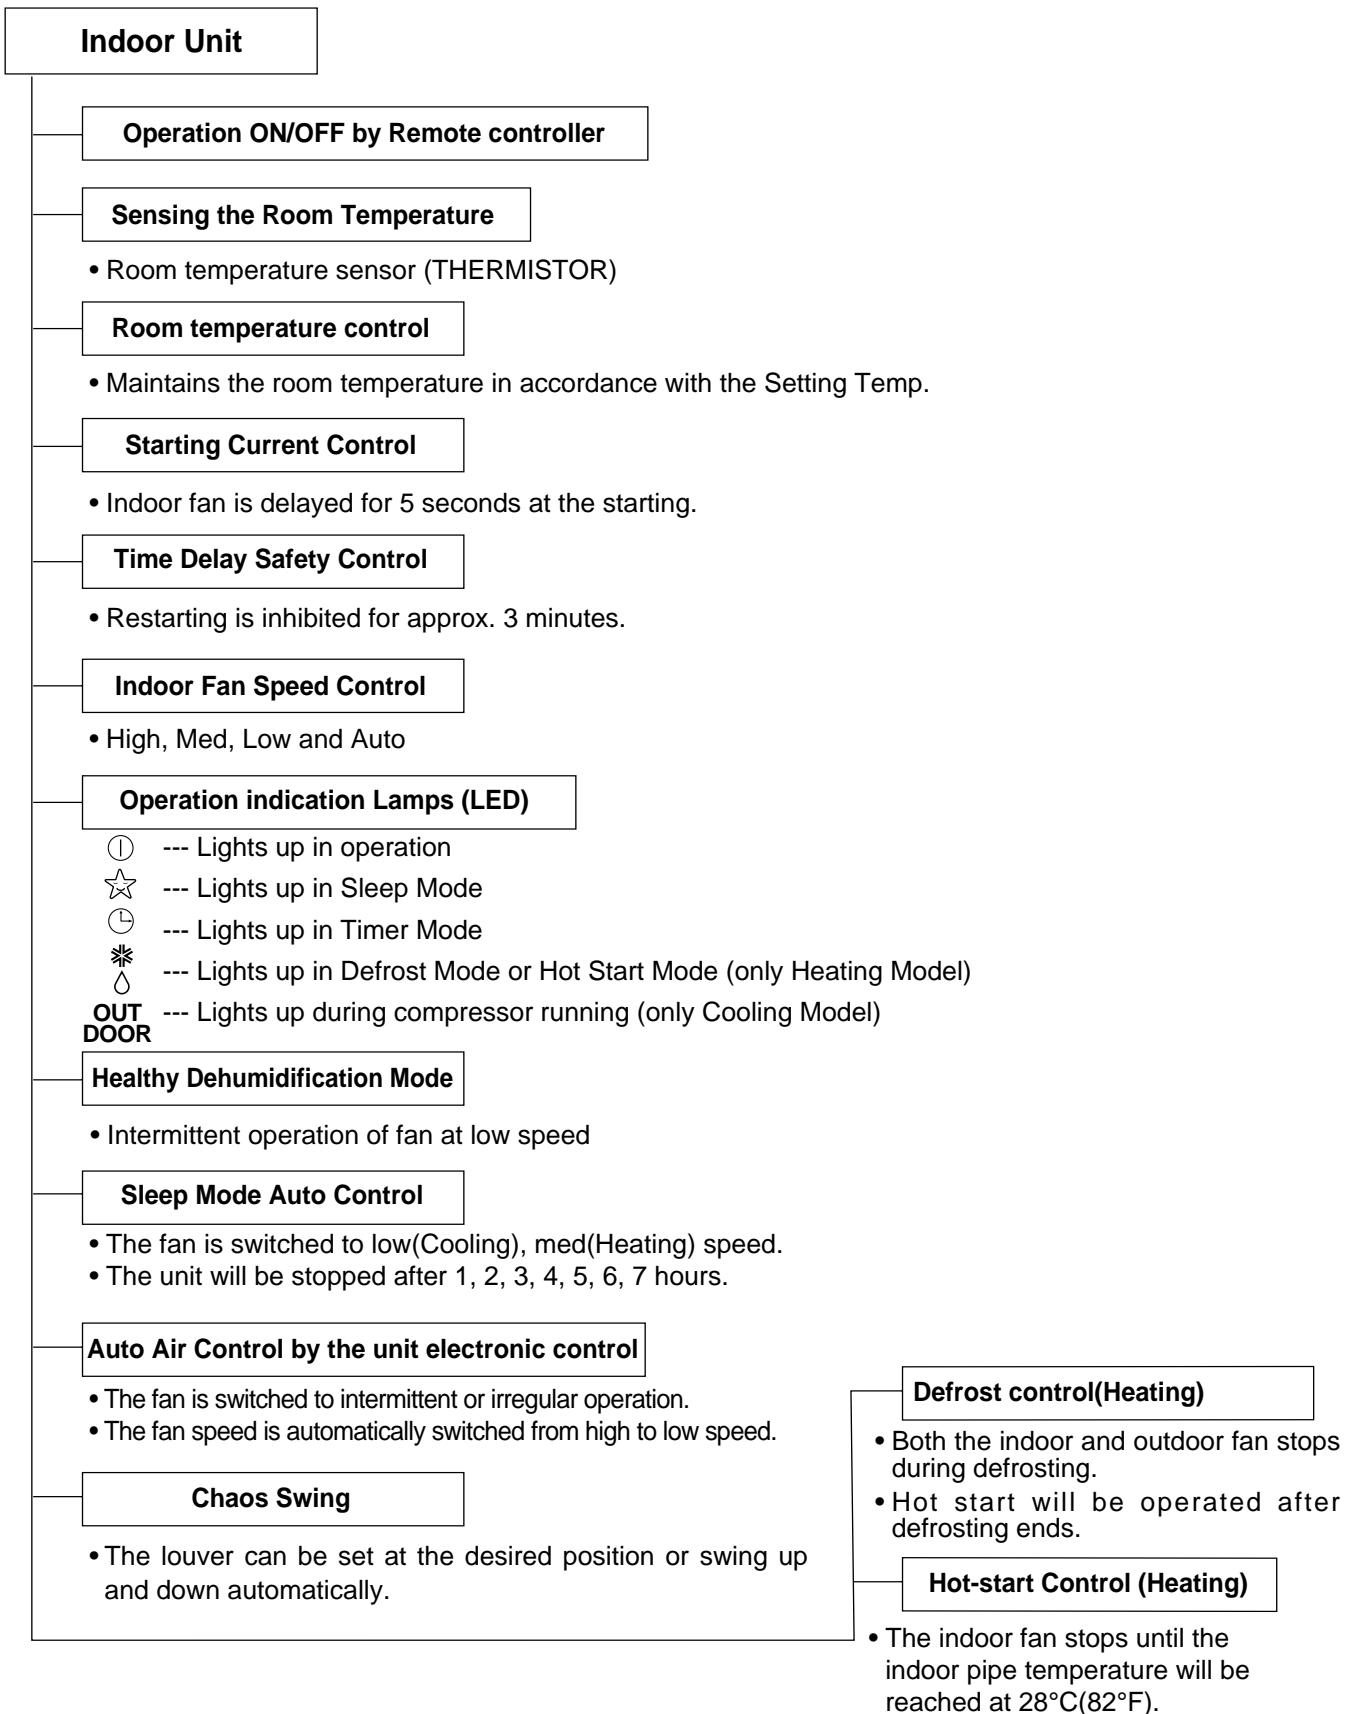 Indoor Unit
Operation ON/OFF by Remote controller
Sensing the Room Temperature
• Room temperature sensor (THERMISTOR)
Room temperature control
• Maintains the room temperature in accordance with the Setting Temp.
Starting Current Control
• Indoor fan is delayed for 5 seconds at the starting.
Time Delay Safety Control
• Restarting is inhibited for approx. 3 minutes.
Indoor Fan Speed Control
• High, Med, Low and Auto
Operation indication Lamps (LED)
--- Lights up in operation
--- Lights up in Sleep Mode
--- Lights up in Timer Mode
--- Lights up in Defrost Mode or Hot Start Mode (only Heating Model)
OUT --- Lights up during compressor running (only Cooling Model)
DOOR
Healthy Dehumidification Mode
• Intermittent operation of fan at low speed
Sleep Mode Auto Control
• The fan is switched to low(Cooling), med(Heating) speed.
• The unit will be stopped after 1, 2, 3, 4, 5, 6, 7 hours.
Auto Air Control by the unit electronic control
• The fan is switched to intermittent or irregular operation.
• The fan speed is automatically switched from high to low speed.
Chaos Swing
• The louver can be set at the desired position or swing up
and down automatically.
Defrost control(Heating)
• Both the indoor and outdoor fan stops
during defrosting.
• Hot start will be operated after
defrosting ends.
Hot-start Control (Heating)
• The indoor fan stops until the
indoor pipe temperature will be
reached at 28°C(82°F).